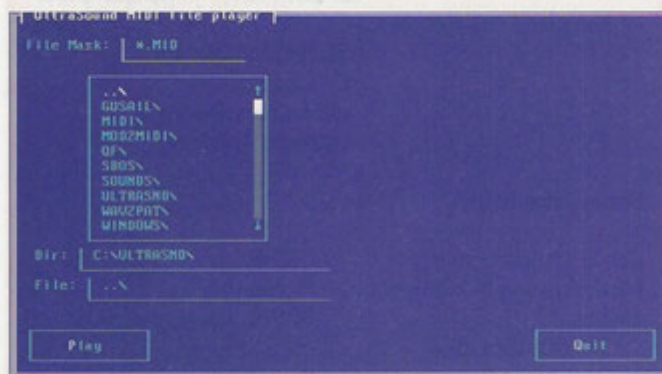 UltraSound MIDI File player
File Mask: *.MID
..\
GUSAIL\
MIDI\
MOD2MIDI\
QF\
SBOS\
SOUNDS\
ULTRASND\
WAV2PAT\
WINDOWS\
Dir: C:\ULTRASND\
File: ..\
Play
Quit